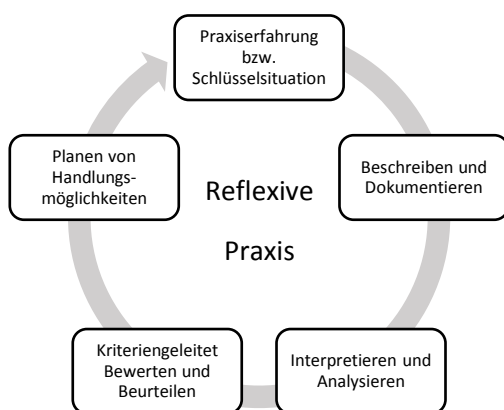 Praxiserfahrung
bzw.
Schlüsselsituation
Beschreiben und
Dokumentieren
Interpretieren und
Analysieren
Kriteriengeleitet
Bewerten und
Beurteilen
Planen von
Handlungs-
möglichkeiten
Reflexive
Praxis